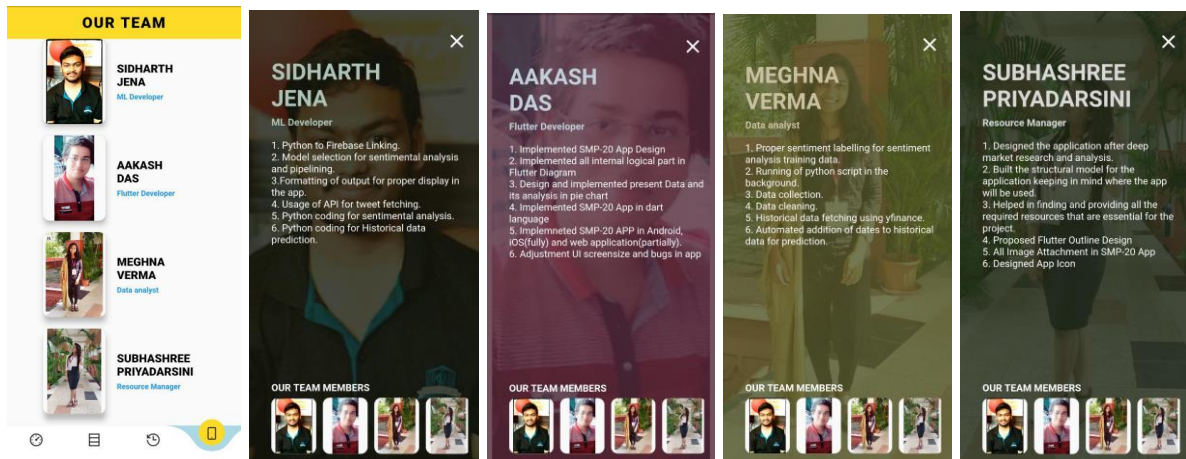 OUR TEAM
SIDHARTH
JENA
ML Developer
AAKASH
DAS
Flutter Developer
MEGHNA
VERMA
Data analyst
SUBHASHREE
PRIYADARSINI
Resource Manager
SIDHARTH
JENA
ML Developer
1. Python to Firebase Linking.
2. Model selection for sentimental analysis
and pipelining.
3.Formatting of output for proper display in
the app.
4. Usage of API for tweet fetching.
5. Python coding for sentimental analysis.
6. Python coding for Historical data
prediction.
OUR TEAM MEMBERS
AAKASH
DAS
Flutter Developer
1. Implemented SMP-20 App Design
2. Implemented all internal logical part in
Flutter Diagram
3. Design and implemented present Data and
its analysis in pie chart
4. Implemented SMP-20 App in dart
language
5. Implemneted SMP-20 APP in Android,
iOS(fully) and web application(partially).
6. Adjustment UI screensize and bugs in app
OUR TEAM MEMBERS
MEGHNA
VERMA
Data analyst
1. Proper sentiment labelling for sentiment
analysis training data.
2. Running of python script in the
background.
3. Data collection.
4. Data cleaning.
5. Historical data fetching using yfinance.
6. Automated addition of dates to historical
data for prediction.
OUR TEAM MEMBERS
SUBHASHREE
PRIYADARSINI
Resource Manager
1. Designed the application after deep
market research and analysis.
2. Built the structural model for the
application keeping in mind where the app
will be used.
3. Helped in finding and providing all the
required resources that are essential for the
project.
4. Proposed Flutter Outline Design
5. All Image Attachment in SMP-20 App
6. Designed App Icon
OUR TEAM MEMBERS